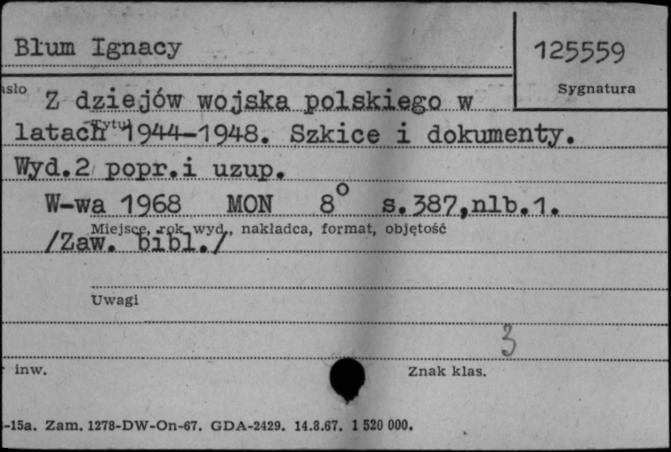 Blum Ignacy
125559
Sygnatura
Z dziejów wojska polskiego w
Tytuł
latach 1944-1948. Szkice i dokumenty.
Wyd.2 popr.i uzup.
W-wa 1968 MON 8° s.387,nlb.1.
Miejsce, rok wyd., nakładca, format, objętość
/Zaw. bibl./
Uwagi
3
inw.
Znak klas.
-15a. Zam. 1278-DW-On-67. GDA-2429. 14.8.67. 1 520 000.